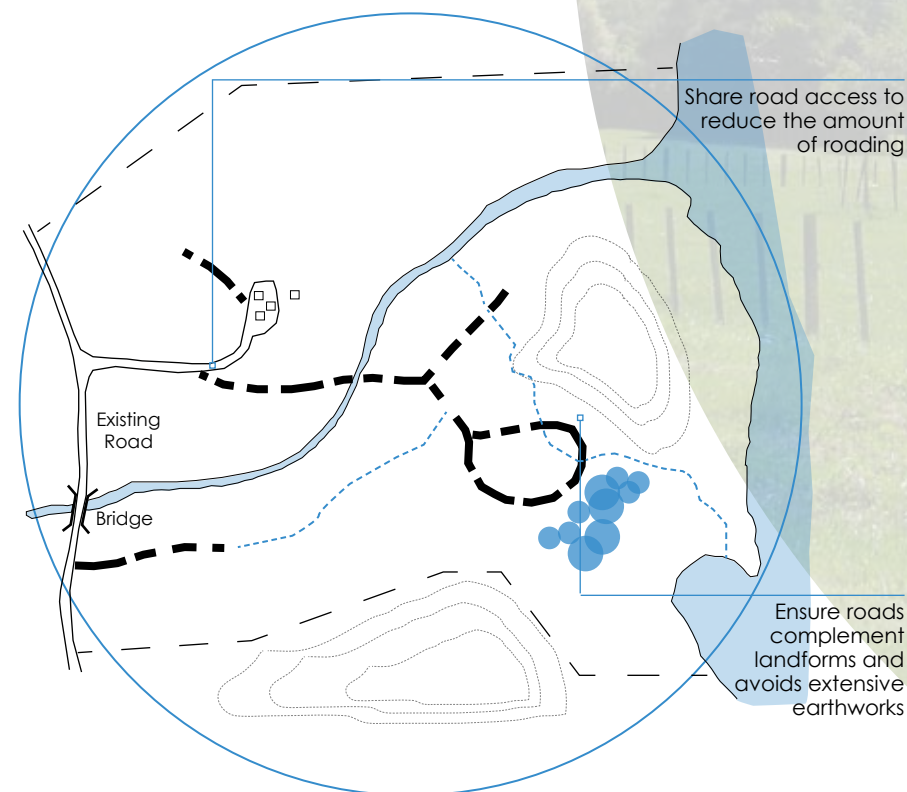 Share road access to
reduce the amount
of roading
Existing
Road
Bridge
Ensure roads
complement
landforms and
avoids extensive
earthworks